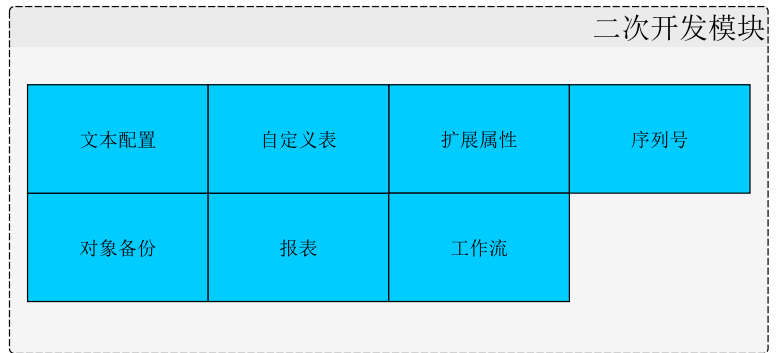 二次开发模块
文本配置
自定义表
扩展属性
序列号
对象备份
报表
工作流